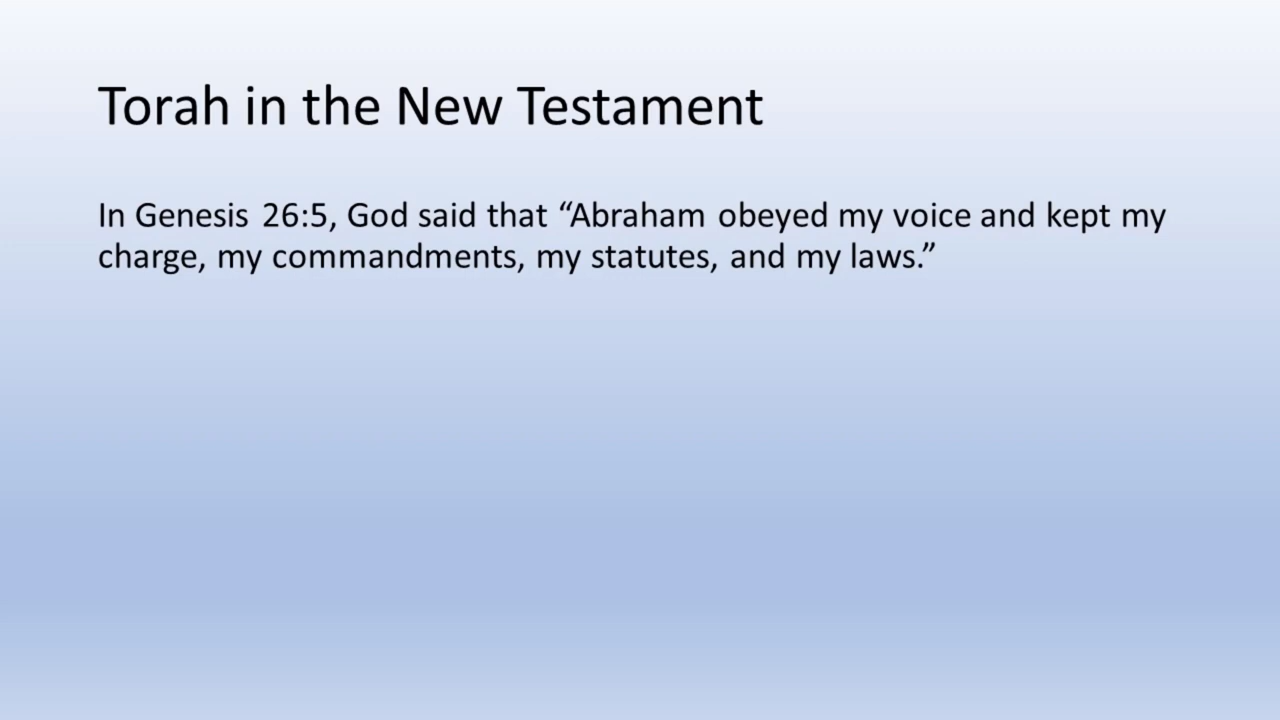 Torah in the New Testament
In Genesis 26:5, God said that “Abraham obeyed my voice and kept my
charge, my commandments, my statutes, and my laws.”